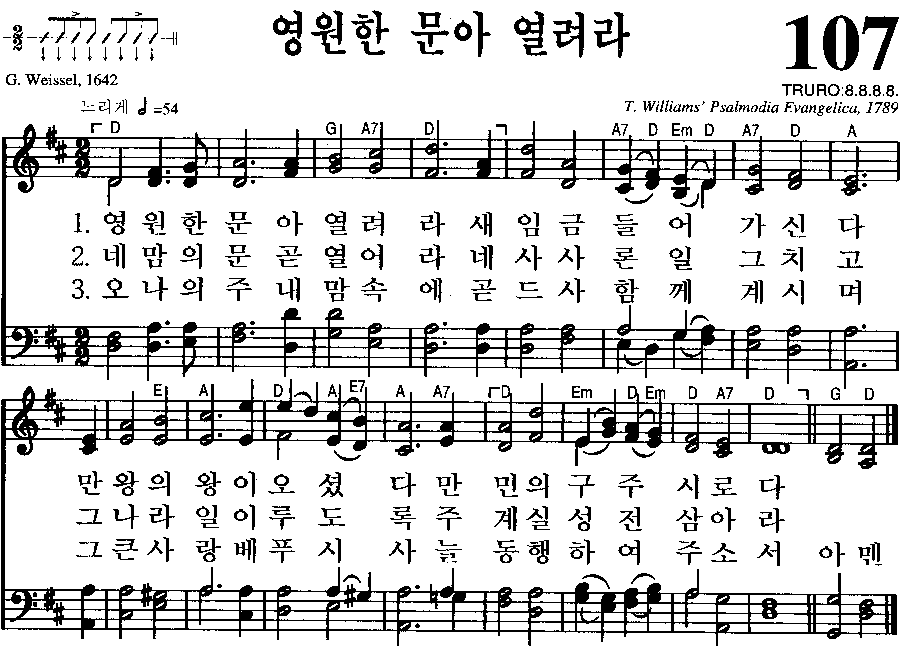 영원한 문아 열려라 107
G. Weissel, 1642
TRURO:8.8.8.8.
느리게 =54
T. Williams' Psalmodia Evangelica, 1789
D G A7 D A7 D Em D A7 D A
1. 영 원 한 문 아 열 려 라 새 임 금 들 어 가 신 다
2. 네 맘 의 문 곧 열 어 라 네 사 사 론 일 그 치 고
3. 오 나 의 주 내 맘 속 에 곧 드 사 함 께 계 시 며
E A D A E7 A A7 D Em D Em D A7 D G D
만 왕 의 왕 이 오 셨 다 만 민 의 구 주 시 로 다
그 나 라 일 이 루 도 록 주 계 실 성 전 삼 아 라
그 큰 사 랑 베 푸 시 사 늘 동 행 하 여 주 소 서 아 멘